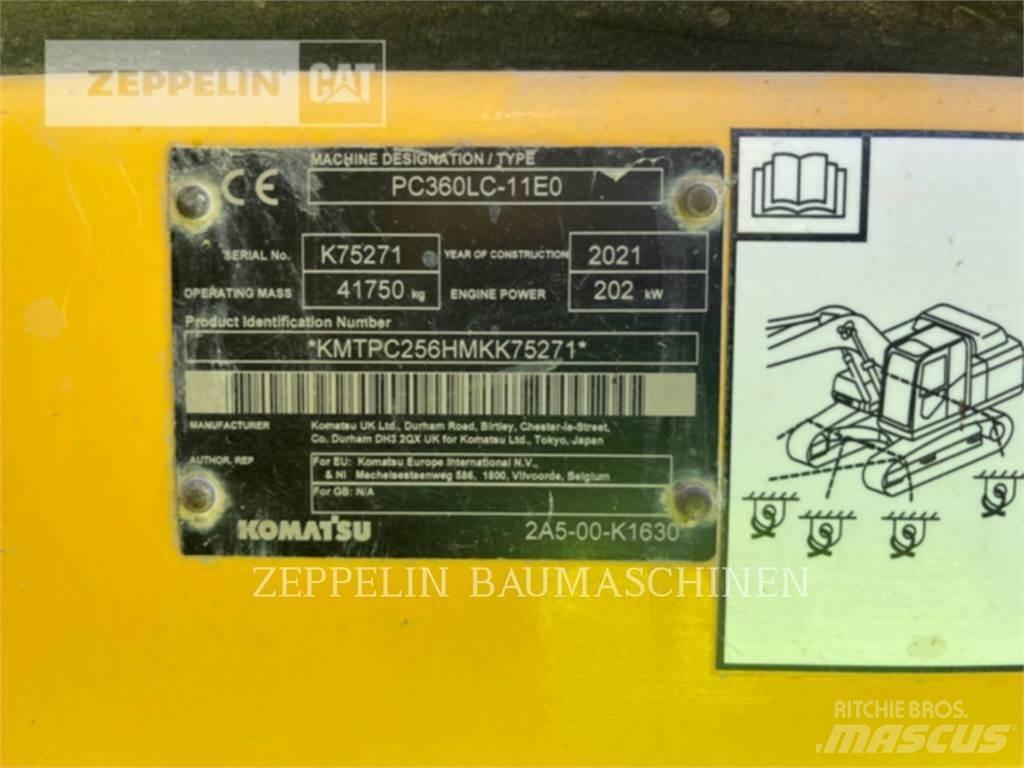 ZEPPELIN CAT
CE
MACHINE DESIGNATION / TYPE
PC360LC-11E0
SERIAL No. K75271 YEAR OF CONSTRUCTION 2021
OPERATING MASS 41750 kg ENGINE POWER 202 kW
Product Identification Number
*KMTPC256HMKK75271*
MANUFACTURER Komatsu UK Ltd., Durham Road, Birtley, Chester-le-Street,
Co. Durham DH3 2QX UK for Komatsu Ltd., Tokyo, Japan
AUTHOR. REP For EU: Komatsu Europe International N.V.,
& NI Mechelsesteenweg 586, 1800, Vilvoorde, Belgium
For GB: N/A
KOMATSU 2A5-00-K1630
ZEPPELIN BAUMASCHINEN
RITCHIE BROS.
MASCUS